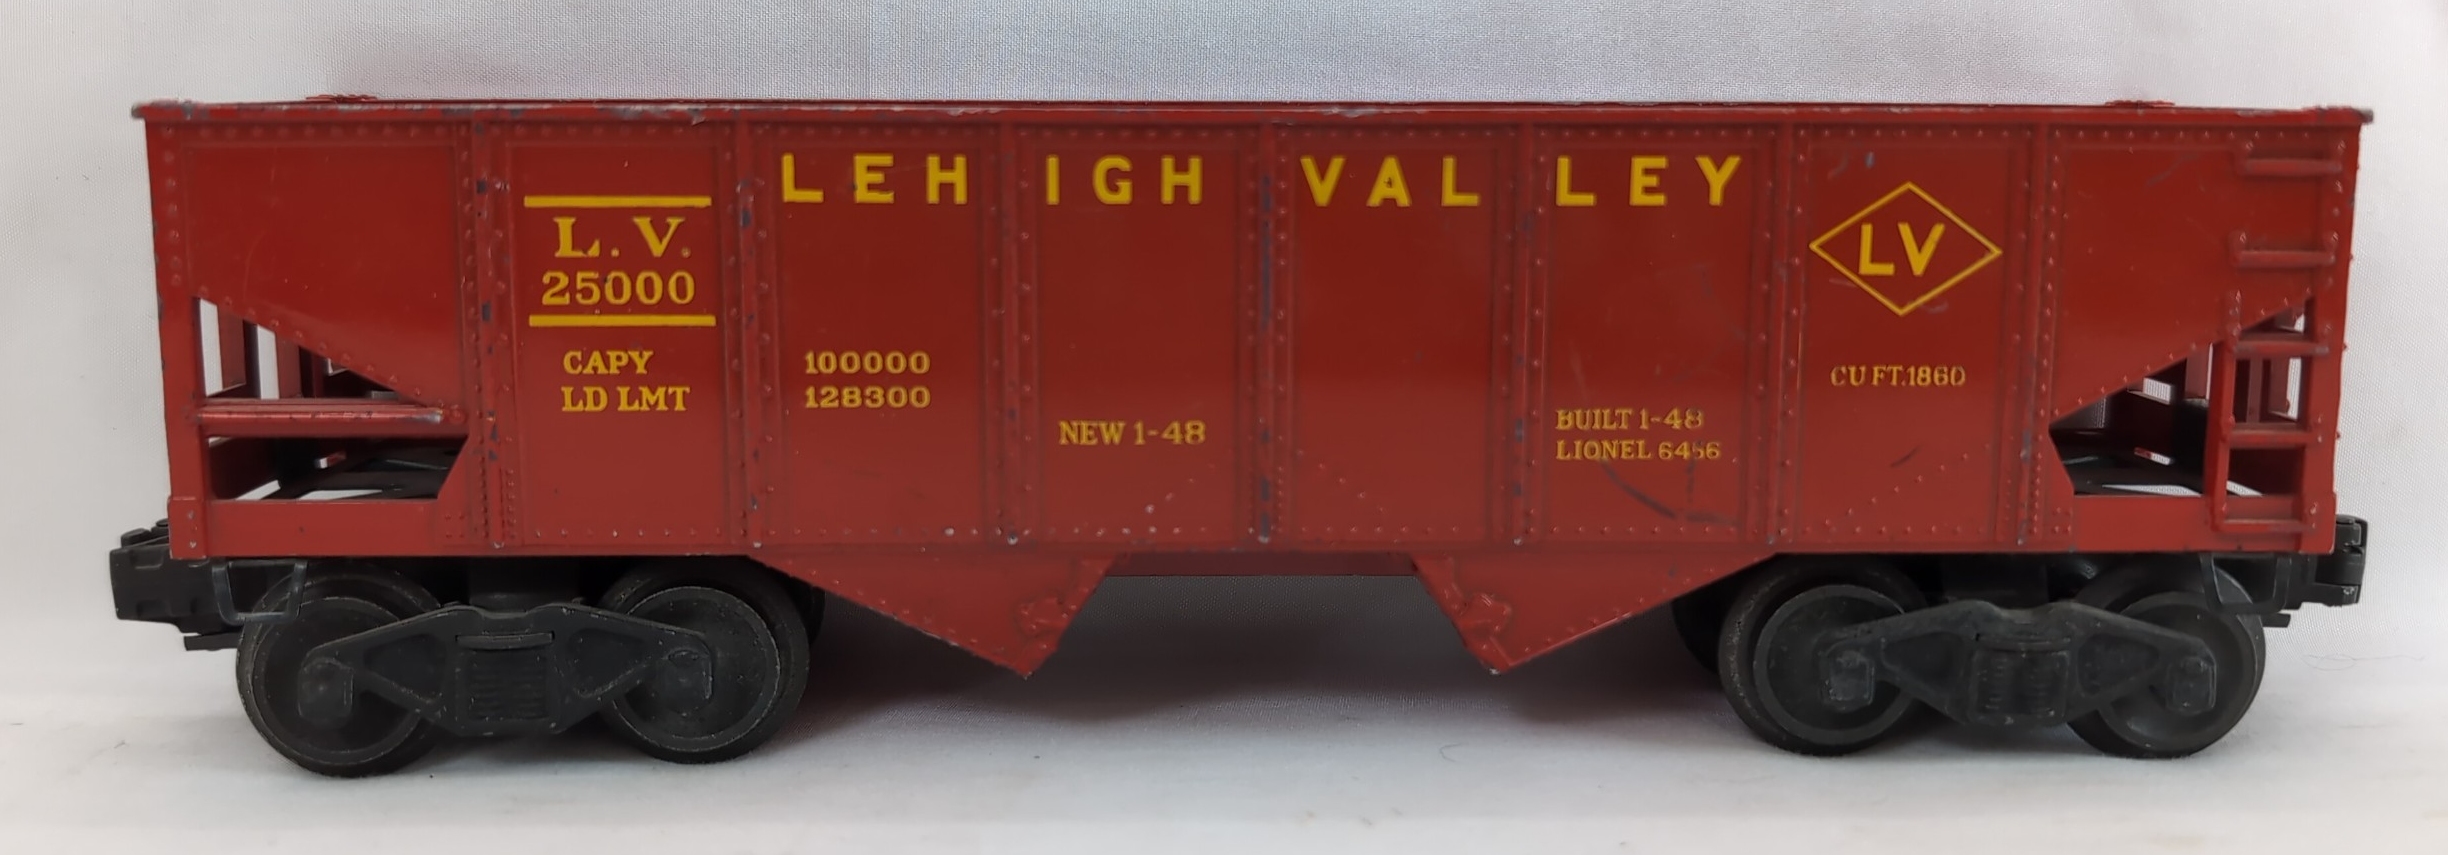 LEHIGH VALLEY
L. V.
25000
CAPY 100000
LD LMT 128300
NEW 1-48
BUILT 1-48
LIONEL 6456
LV
CU FT. 1860